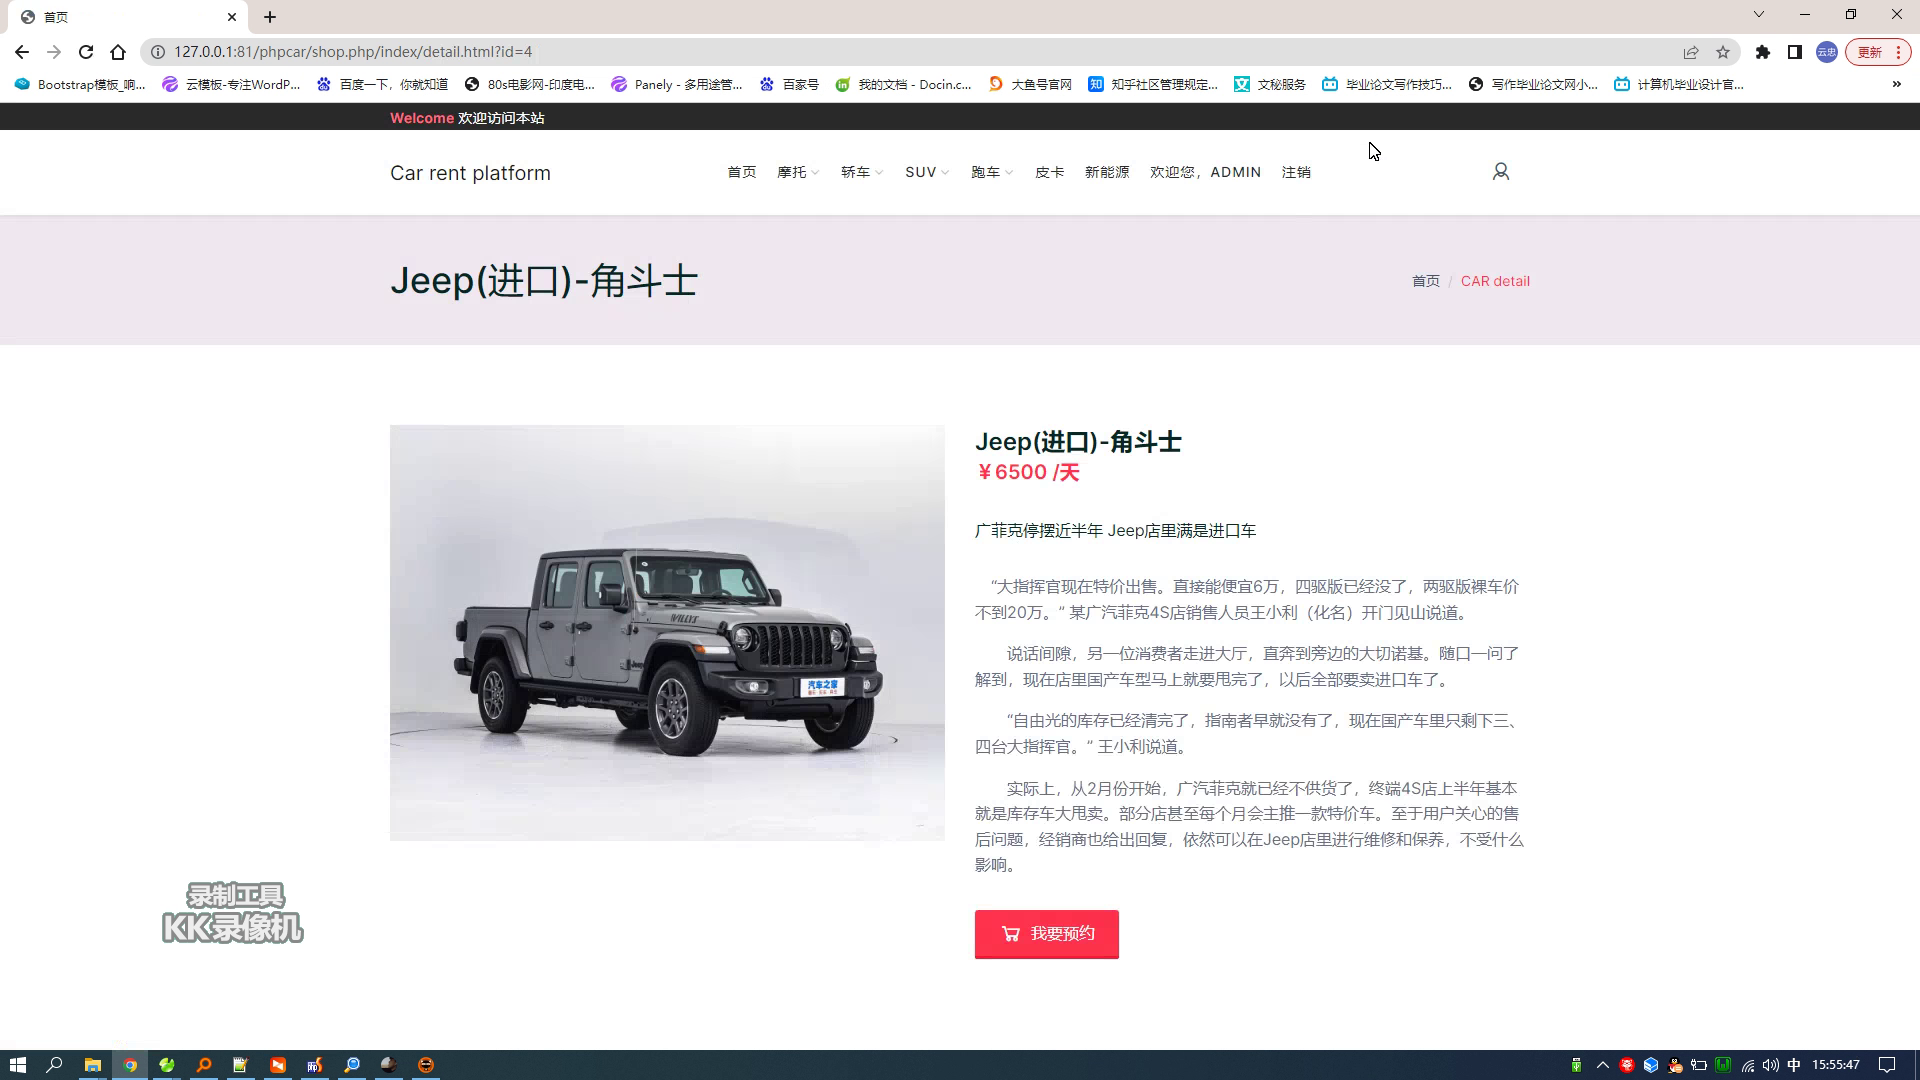 首页
127.0.0.1:81/phpcar/shop.php/index/detail.html?id=4
云忠
更新
Bootstrap模板_响... 云模板-专注WordP... 百度一下，你就知道 80s电影网-印度电... Panely - 多用途管... 百家号 我的文档 - Docin.c... 大鱼号官网 知乎社区管理规定... 文秘服务 毕业论文写作技巧... 写作毕业论文网小... 计算机毕业设计官... »
Welcome 欢迎访问本站
Car rent platform
首页 摩托 轿车 SUV 跑车 皮卡 新能源 欢迎您，ADMIN 注销
Jeep(进口)-角斗士
首页 / CAR detail
WILLYS
Jeep
汽车之家
Jeep(进口)-角斗士
￥6500 /天
广菲克停摆近半年 Jeep店里满是进口车
“大指挥官现在特价出售。直接能便宜6万，四驱版已经没了，两驱版裸车价
不到20万。” 某广汽菲克4S店销售人员王小利（化名）开门见山说道。
说话间隙，另一位消费者走进大厅，直奔到旁边的大切诺基。随口一问了
解到，现在店里国产车型马上就要甩完了，以后全部要卖进口车了。
“自由光的库存已经清完了，指南者早就没有了，现在国产车里只剩下三、
四台大指挥官。” 王小利说道。
实际上，从2月份开始，广汽菲克就已经不供货了，终端4S店上半年基本
就是库存车大甩卖。部分店甚至每个月会主推一款特价车。至于用户关心的售
后问题，经销商也给出回复，依然可以在Jeep店里进行维修和保养，不受什么
影响。
我要预约
录制工具
KK录像机
中 15:55:47